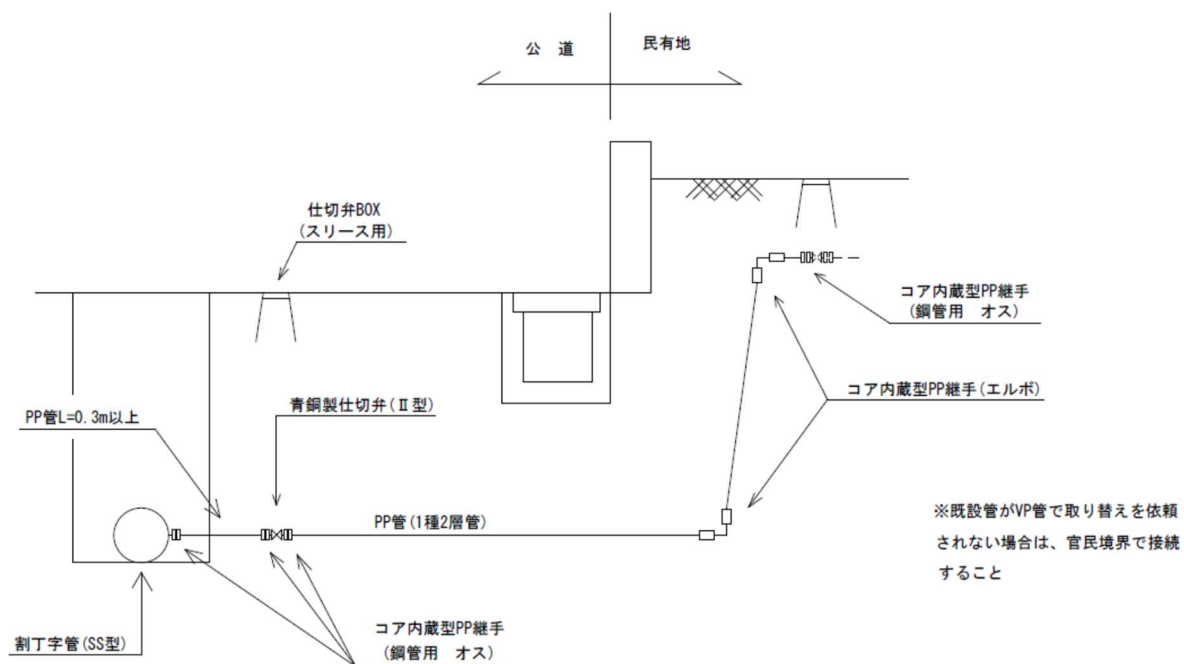 公　道
民有地
仕切弁BOX
(スリース用)
コア内蔵型PP継手
(鋼管用　オス)
コア内蔵型PP継手(エルボ)
青銅製仕切弁(Ⅱ型)
PP管L=0.3m以上
PP管(1種2層管)
※既設管がVP管で取り替えを依頼
されない場合は、官民境界で接続
すること
割丁字管(SS型)
コア内蔵型PP継手
(鋼管用　オス)